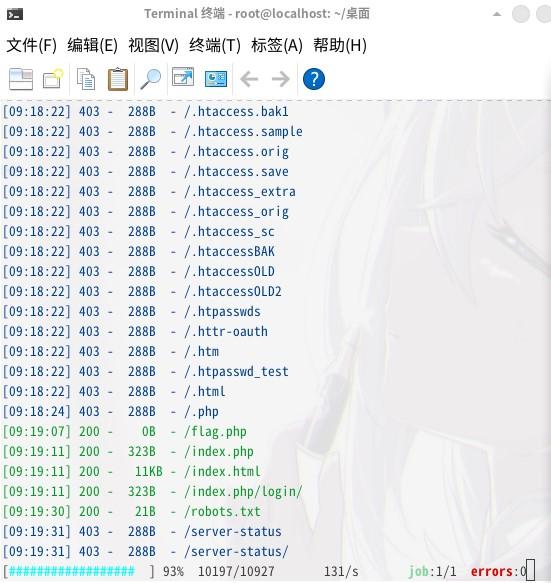 Terminal 终端 - root@localhost: ~/桌面
文件(F) 编辑(E) 视图(V) 终端(T) 标签(A) 帮助(H)
[09:18:22] 403 -  288B  - /.htaccess.bak1
[09:18:22] 403 -  288B  - /.htaccess.sample
[09:18:22] 403 -  288B  - /.htaccess.orig
[09:18:22] 403 -  288B  - /.htaccess.save
[09:18:22] 403 -  288B  - /.htaccess_extra
[09:18:22] 403 -  288B  - /.htaccess_orig
[09:18:22] 403 -  288B  - /.htaccess_sc
[09:18:22] 403 -  288B  - /.htaccessBAK
[09:18:22] 403 -  288B  - /.htaccessOLD
[09:18:22] 403 -  288B  - /.htaccessOLD2
[09:18:22] 403 -  288B  - /.htpasswds
[09:18:22] 403 -  288B  - /.httr-oauth
[09:18:22] 403 -  288B  - /.htm
[09:18:22] 403 -  288B  - /.htpasswd_test
[09:18:22] 403 -  288B  - /.html
[09:18:24] 403 -  288B  - /.php
[09:19:07] 200 -    0B  - /flag.php
[09:19:11] 200 -  323B  - /index.php
[09:19:11] 200 -   11KB - /index.html
[09:19:11] 200 -  323B  - /index.php/login/
[09:19:30] 200 -   21B  - /robots.txt
[09:19:31] 403 -  288B  - /server-status
[09:19:31] 403 -  288B  - /server-status/
[##################  ] 93%  10197/10927       131/s       job:1/1  errors:0